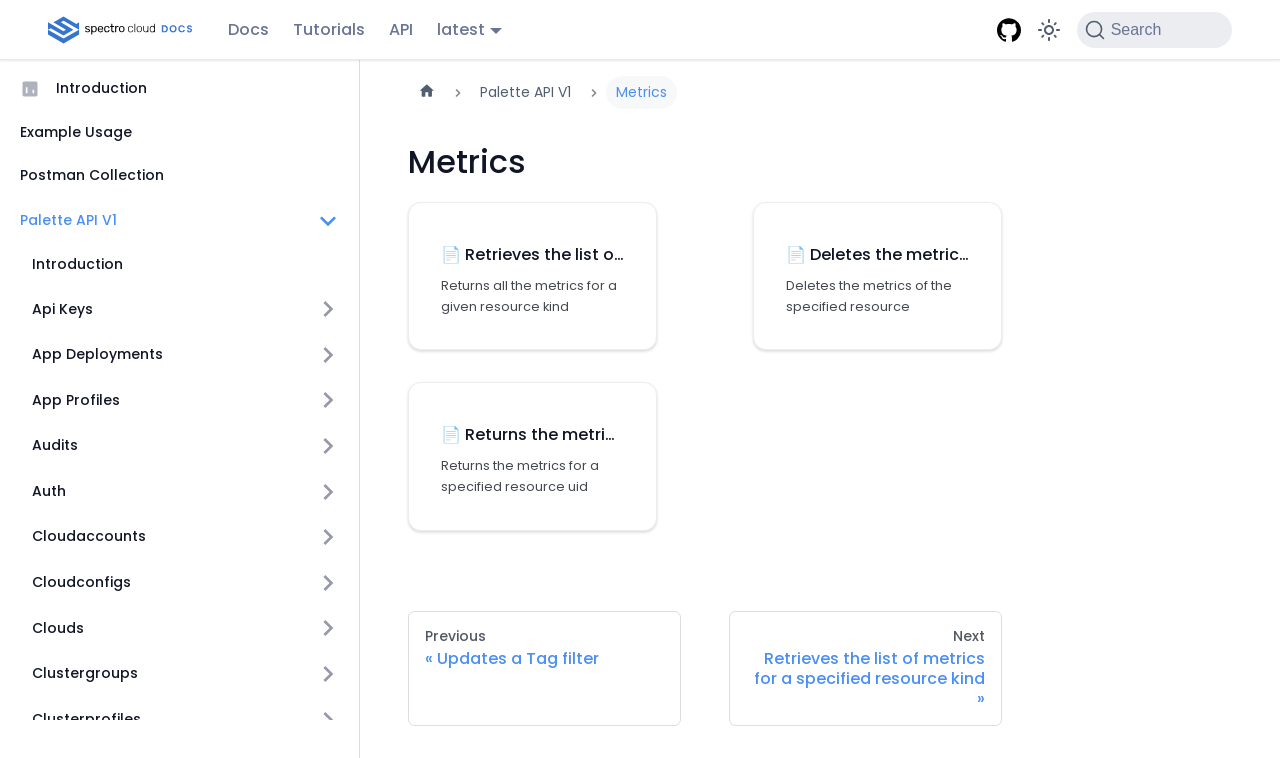 spectro cloud DOCS
Docs
Tutorials
API
latest
Search
Introduction
Example Usage
Postman Collection
Palette API V1
Introduction
Api Keys
App Deployments
App Profiles
Audits
Auth
Cloudaccounts
Cloudconfigs
Clouds
Clustergroups
Clusterprofiles
Palette API V1
Metrics
Metrics
Retrieves the list o...
Returns all the metrics for a
given resource kind
Deletes the metric...
Deletes the metrics of the
specified resource
Returns the metri...
Returns the metrics for a
specified resource uid
Previous
« Updates a Tag filter
Next
Retrieves the list of metrics
for a specified resource kind
»